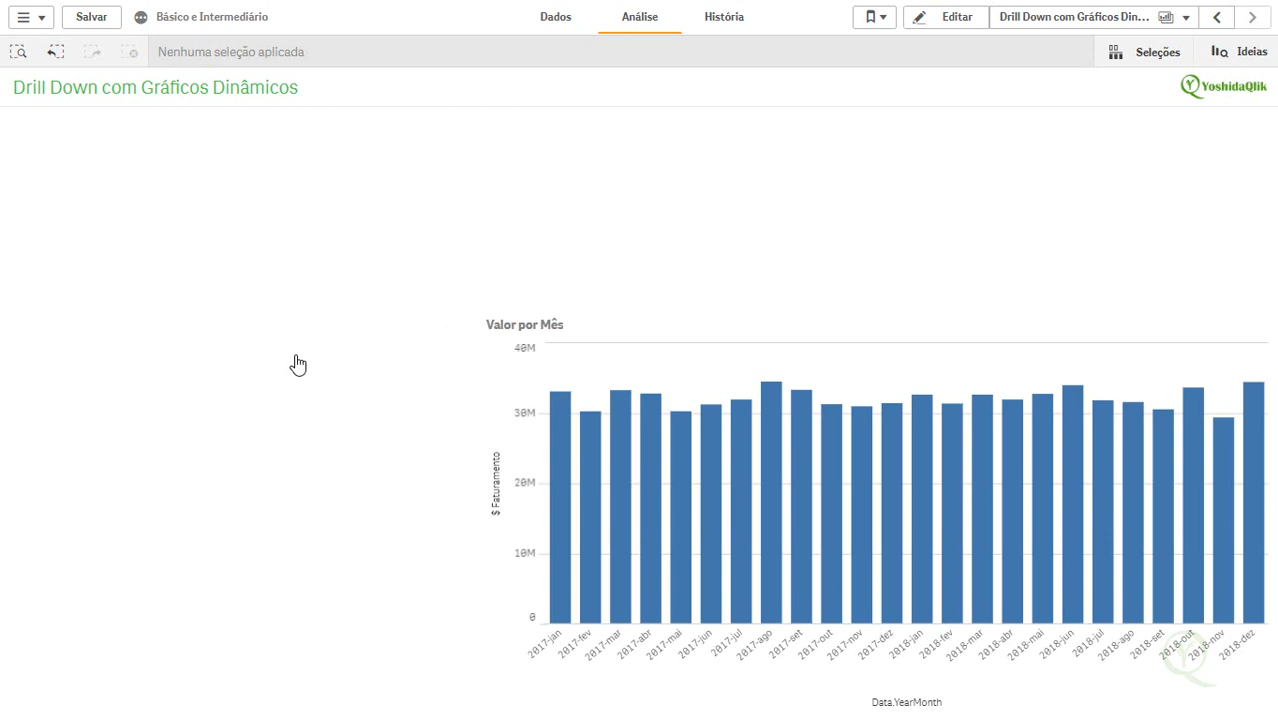 Salvar
Básico e Intermediário
Dados
Análise
História
Editar
Drill Down com Gráficos Din...
Nenhuma seleção aplicada
Seleções
Ideias
Drill Down com Gráficos Dinâmicos
YoshidaQlik
Valor por Mês
40M
30M
20M
10M
0
$ Faturamento
2017-jan
2017-fev
2017-mar
2017-abr
2017-mai
2017-jun
2017-jul
2017-ago
2017-set
2017-out
2017-nov
2017-dez
2018-jan
2018-fev
2018-mar
2018-abr
2018-mai
2018-jun
2018-jul
2018-ago
2018-set
2018-out
2018-nov
2018-dez
Data.YearMonth